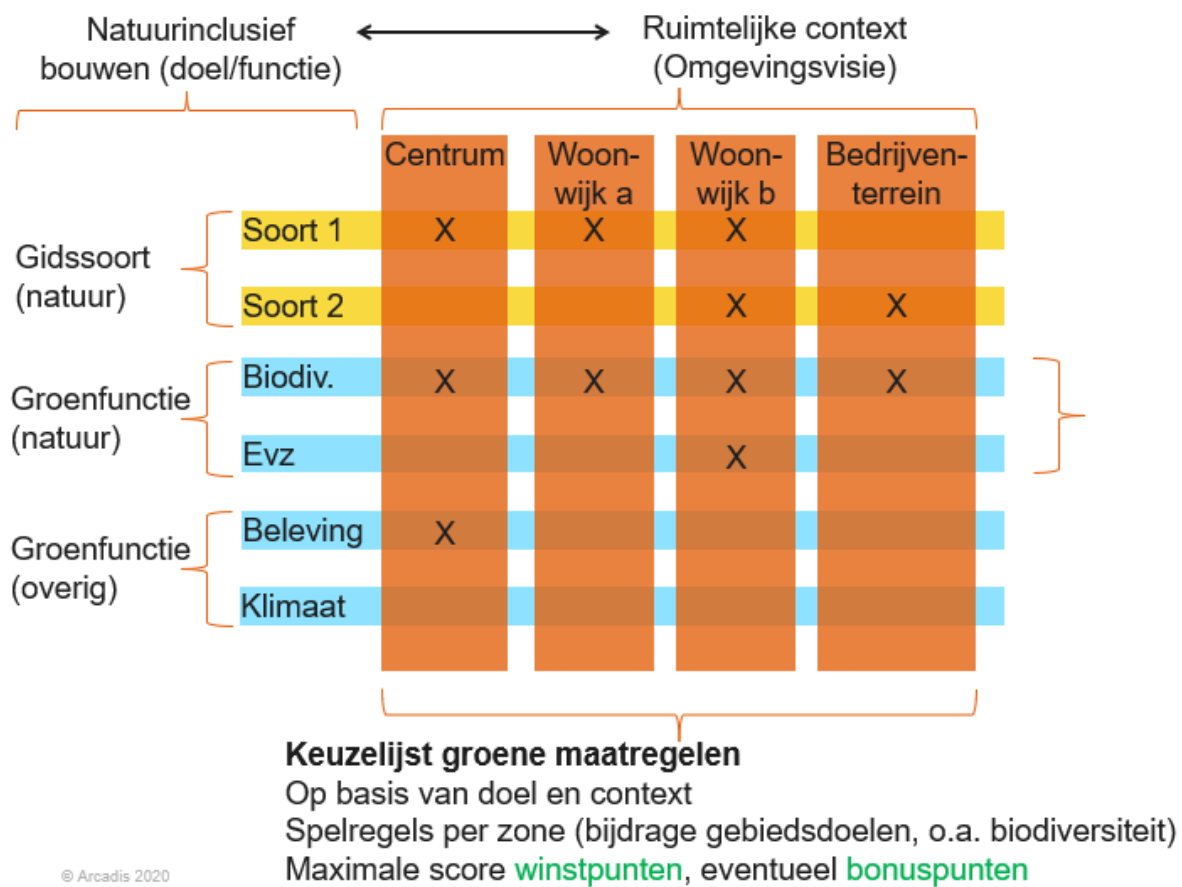 Natuurinclusief
bouwen (doel/functie)
Ruimtelijke context
(Omgevingsvisie)
Centrum
Woon-
wijk a
Woon-
wijk b
Bedrijven-
terrein
Gidssoort
(natuur)
Soort 1 X X X
Soort 2 X X
Groenfunctie
(natuur)
Biodiv. X X X X
Evz X
Groenfunctie
(overig)
Beleving X
Klimaat
Keuzelijst groene maatregelen
Op basis van doel en context
Spelregels per zone (bijdrage gebiedsdoelen, o.a. biodiversiteit)
Maximale score winstpunten, eventueel bonuspunten
© Arcadis 2020